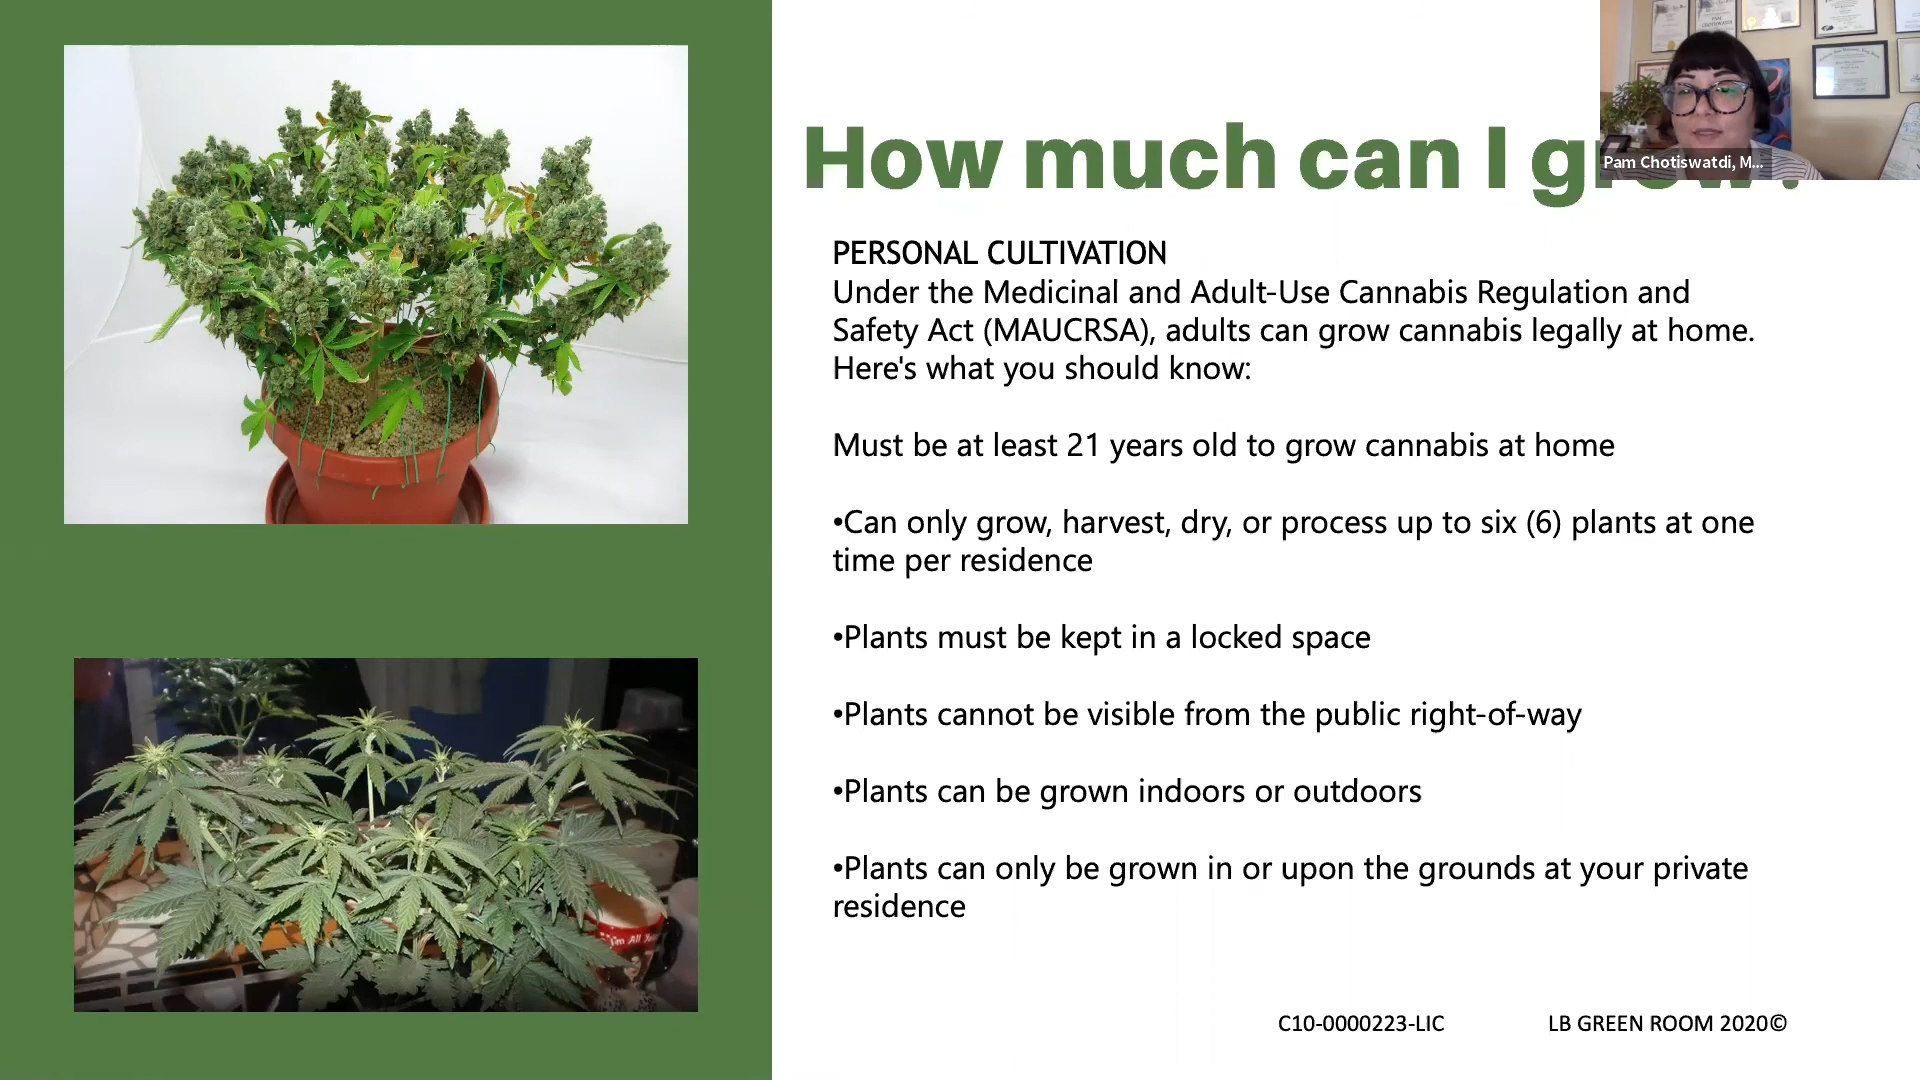 How much can I grow?
Pam Chotiswatdi, M...
PERSONAL CULTIVATION
Under the Medicinal and Adult-Use Cannabis Regulation and
Safety Act (MAUCRSA), adults can grow cannabis legally at home.
Here's what you should know:
Must be at least 21 years old to grow cannabis at home
•Can only grow, harvest, dry, or process up to six (6) plants at one
time per residence
•Plants must be kept in a locked space
•Plants cannot be visible from the public right-of-way
•Plants can be grown indoors or outdoors
•Plants can only be grown in or upon the grounds at your private
residence
I'm All
C10-0000223-LIC
LB GREEN ROOM 2020©